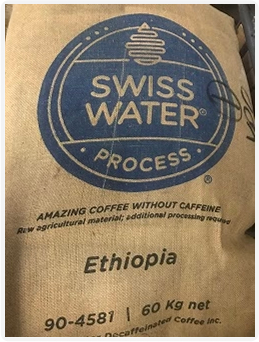 SWISS
WATER®
· PROCESS ·
®
AMAZING COFFEE WITHOUT CAFFEINE
Raw agricultural material; additional processing required
Ethiopia
90-4581 | 60 Kg net
Decaffeinated Coffee Inc.